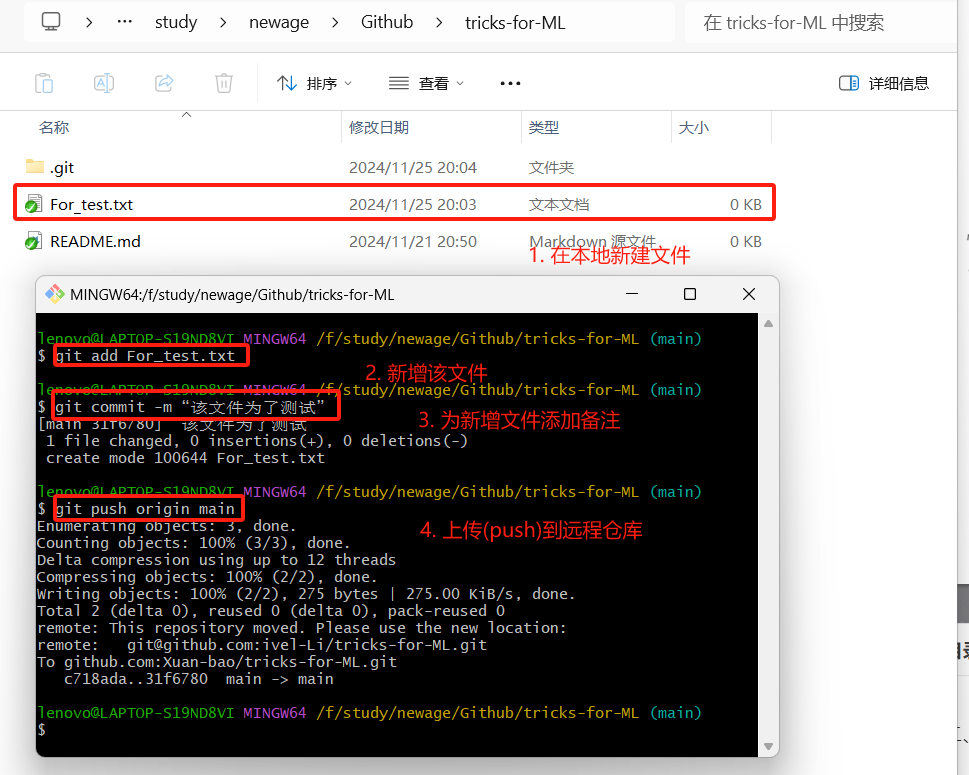 study > newage > Github > tricks-for-ML
在 tricks-for-ML 中搜索
排序 查看 详细信息
名称 修改日期 类型 大小
.git 2024/11/25 20:04 文件夹
For_test.txt 2024/11/25 20:03 文本文档 0 KB
README.md 2024/11/21 20:50 Markdown 源文件 0 KB
1. 在本地新建文件
MINGW64:/f/study/newage/Github/tricks-for-ML
lenovo@LAPTOP-S19ND8VI MINGW64 /f/study/newage/Github/tricks-for-ML (main)
$ git add For_test.txt
2. 新增该文件
lenovo@LAPTOP-S19ND8VI MINGW64 /f/study/newage/Github/tricks-for-ML (main)
$ git commit -m “该文件为了测试”
3. 为新增文件添加备注
[main 31f6780] “该文件为了测试”
1 file changed, 0 insertions(+), 0 deletions(-)
create mode 100644 For_test.txt
lenovo@LAPTOP-S19ND8VI MINGW64 /f/study/newage/Github/tricks-for-ML (main)
$ git push origin main
4. 上传(push)到远程仓库
Enumerating objects: 3, done.
Counting objects: 100% (3/3), done.
Delta compression using up to 12 threads
Compressing objects: 100% (2/2), done.
Writing objects: 100% (2/2), 275 bytes | 275.00 KiB/s, done.
Total 2 (delta 0), reused 0 (delta 0), pack-reused 0
remote: This repository moved. Please use the new location:
remote:   git@github.com:ivel-Li/tricks-for-ML.git
To github.com:Xuan-bao/tricks-for-ML.git
c718ada..31f6780  main -> main
lenovo@LAPTOP-S19ND8VI MINGW64 /f/study/newage/Github/tricks-for-ML (main)
$